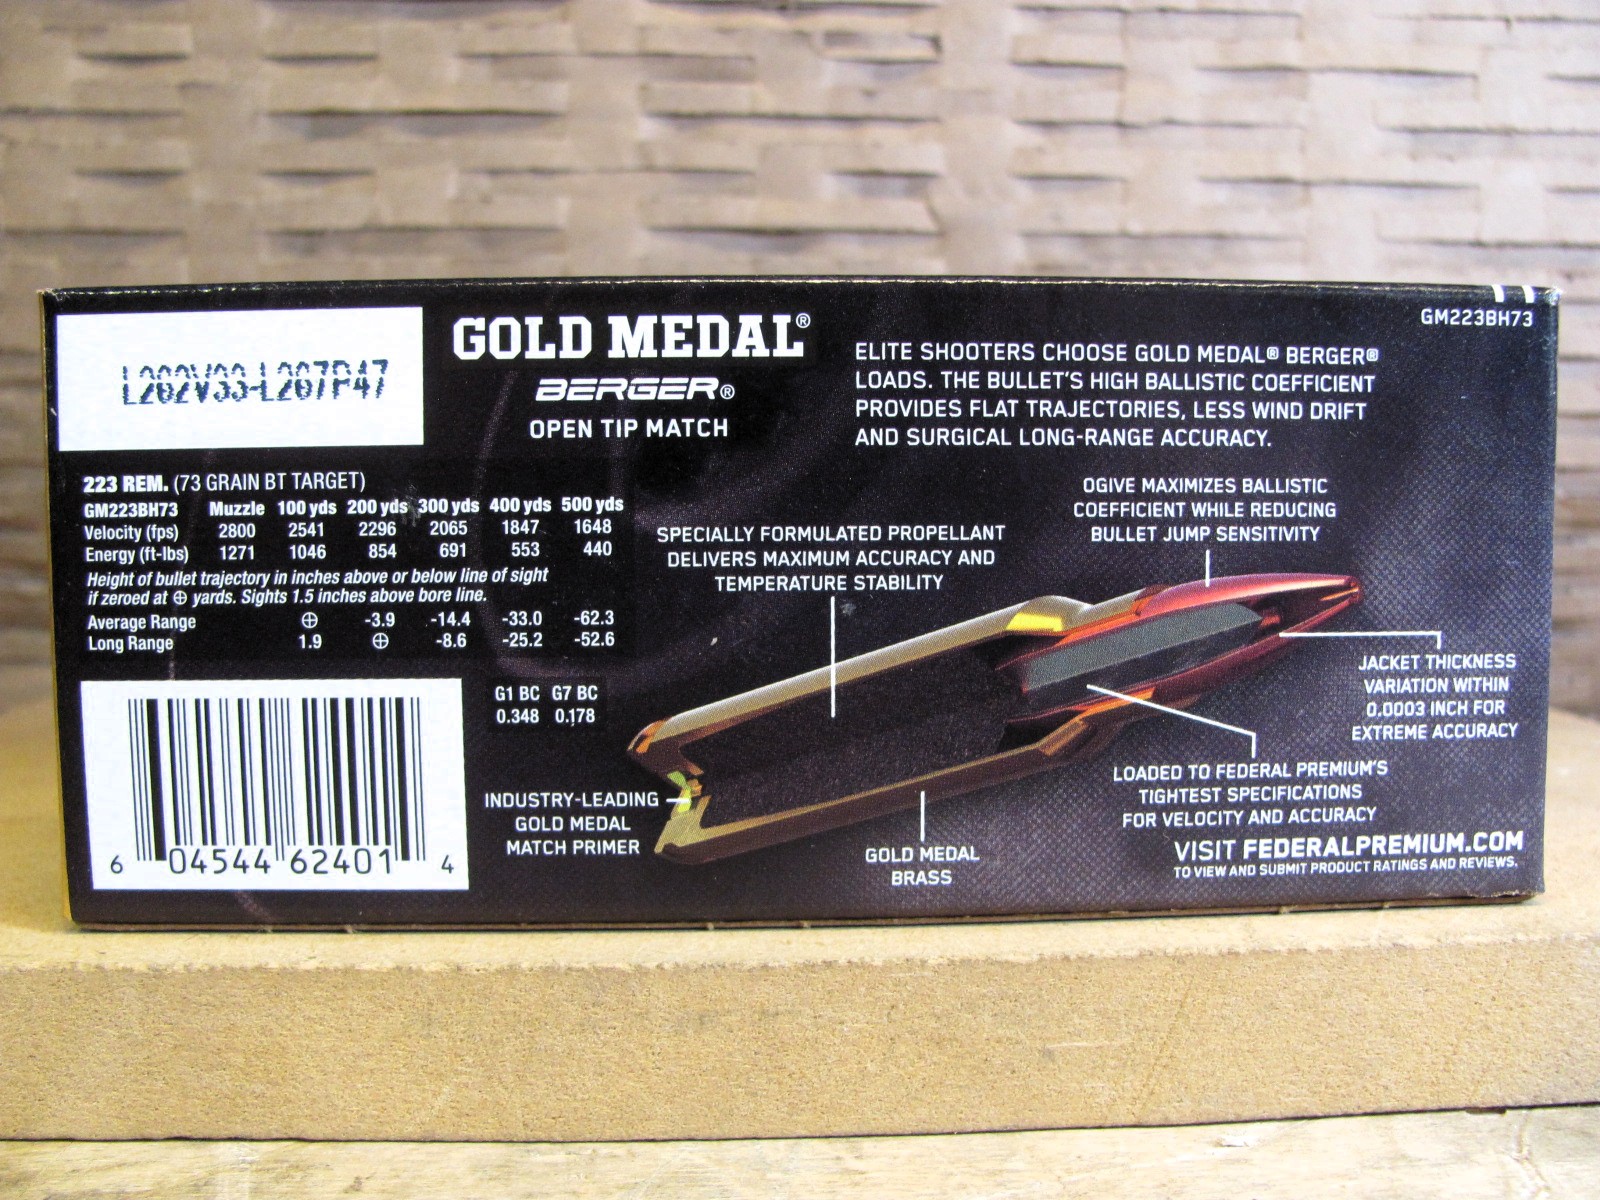 GM223BH73
L202V33-L207P47
GOLD MEDAL®
BERGER®
OPEN TIP MATCH
ELITE SHOOTERS CHOOSE GOLD MEDAL® BERGER®
LOADS. THE BULLET'S HIGH BALLISTIC COEFFICIENT
PROVIDES FLAT TRAJECTORIES, LESS WIND DRIFT
AND SURGICAL LONG-RANGE ACCURACY.
223 REM. (73 GRAIN BT TARGET)
GM223BH73 Muzzle 100 yds 200 yds 300 yds 400 yds 500 yds
Velocity (fps) 2800 2541 2296 2065 1847 1648
Energy (ft-lbs) 1271 1046 854 691 553 440
Height of bullet trajectory in inches above or below line of sight
if zeroed at ⊕ yards. Sights 1.5 inches above bore line.
Average Range ⊕ -3.9 -14.4 -33.0 -62.3
Long Range 1.9 ⊕ -8.6 -25.2 -52.6
G1 BC G7 BC
0.348 0.178
6 04544 62401 4
SPECIALLY FORMULATED PROPELLANT
DELIVERS MAXIMUM ACCURACY AND
TEMPERATURE STABILITY
OGIVE MAXIMIZES BALLISTIC
COEFFICIENT WHILE REDUCING
BULLET JUMP SENSITIVITY
JACKET THICKNESS
VARIATION WITHIN
0.0003 INCH FOR
EXTREME ACCURACY
INDUSTRY-LEADING
GOLD MEDAL
MATCH PRIMER
GOLD MEDAL
BRASS
LOADED TO FEDERAL PREMIUM'S
TIGHTEST SPECIFICATIONS
FOR VELOCITY AND ACCURACY
VISIT FEDERALPREMIUM.COM
TO VIEW AND SUBMIT PRODUCT RATINGS AND REVIEWS.